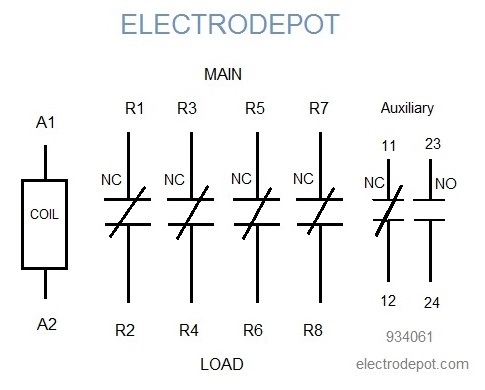 ELECTRODEPOT
MAIN
R1 R3 R5 R7 Auxiliary
A1
11 23
NC NC NC NC NC NO
COIL
12 24
A2
R2 R4 R6 R8
934061
LOAD
electrodepot.com